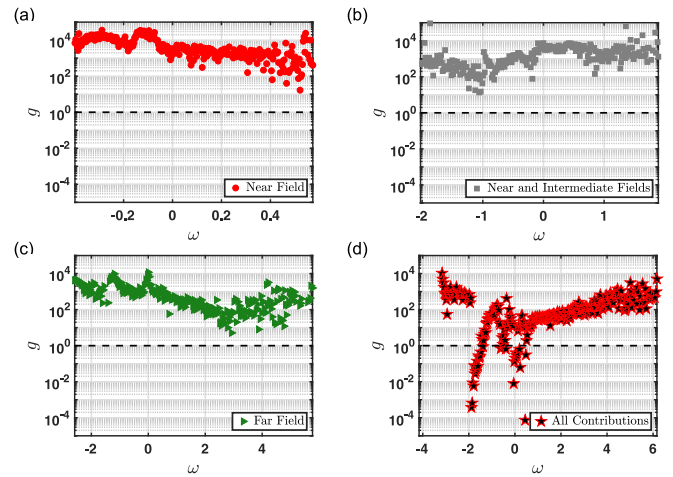 (a)
10^4
10^2
10^0
10^-2
10^-4
g
-0.2 0 0.2 0.4
ω
Near Field
(b)
10^4
10^2
10^0
10^-2
10^-4
g
-2 -1 0 1
ω
Near and Intermediate Fields
(c)
10^4
10^2
10^0
10^-2
10^-4
g
-2 0 2 4
ω
Far Field
(d)
10^4
10^2
10^0
10^-2
10^-4
g
-4 -2 0 2 4 6
ω
All Contributions